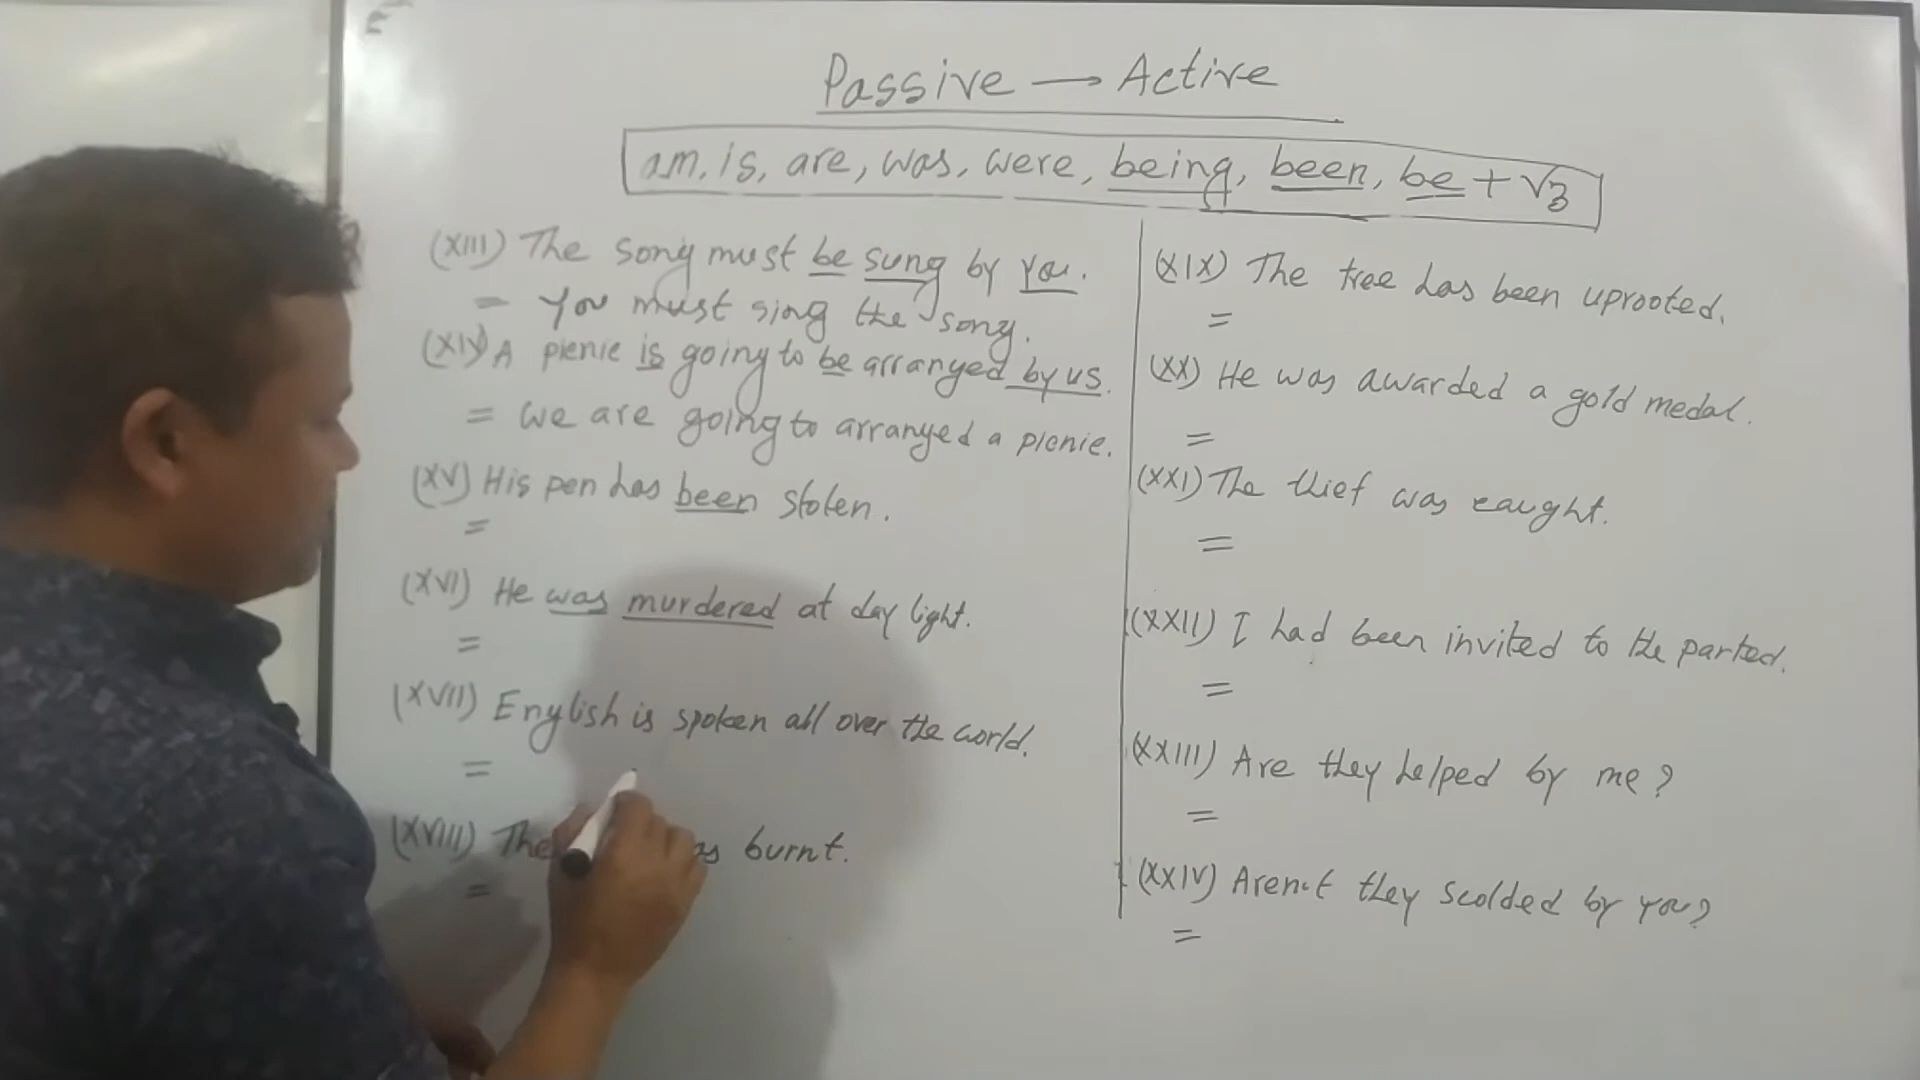 Passive → Active
am, is, are, was, were, being, been, be + V3
(XIII) The song must be sung by you.
= You must sing the song.
(XIV) A picnic is going to be arranged by us.
= We are going to arranged a picnic.
(XV) His pen has been stolen.
=
(XVI) He was murdered at day light.
=
(XVII) English is spoken all over the world.
=
(XVIII) The burnt.
=
(XIX) The tree has been uprooted.
=
(XX) He was awarded a gold medal.
=
(XXI) The thief was caught.
=
(XXII) I had been invited to the parted.
=
(XXIII) Are they helped by me?
=
(XXIV) Aren't they scolded by you?
=